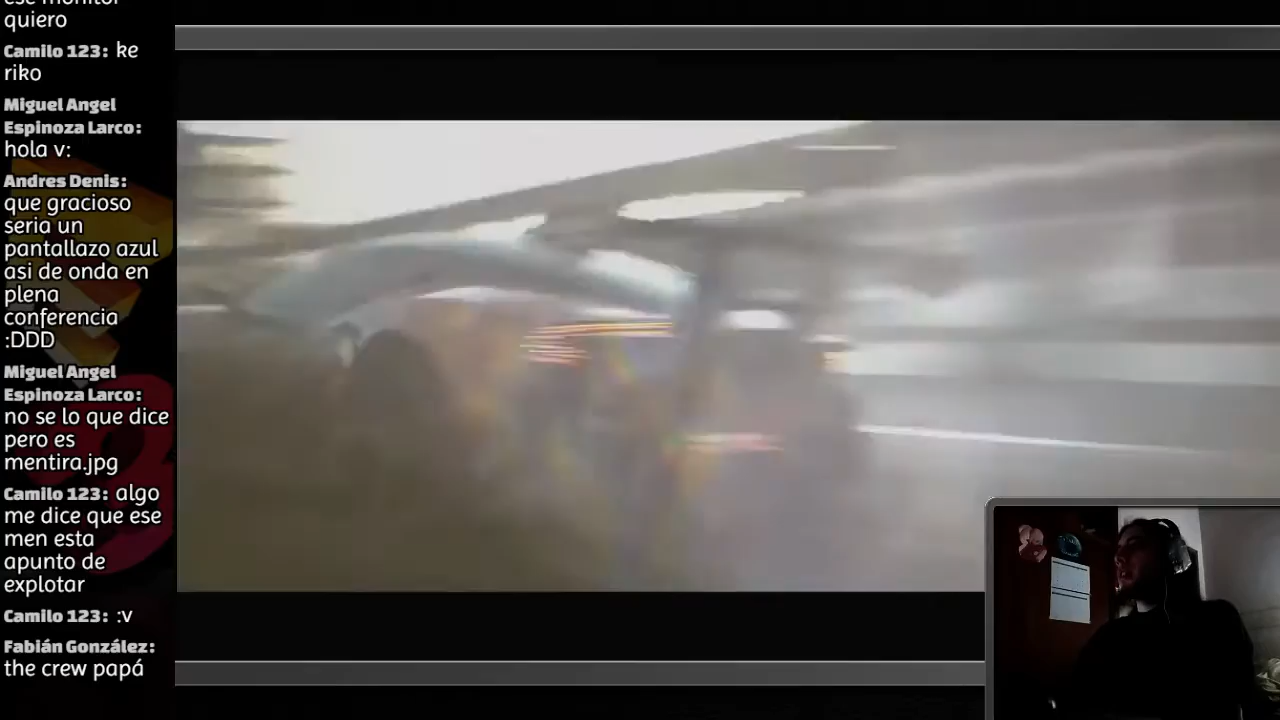 ese monitor
quiero
Camilo 123: ke
riko
Miguel Angel
Espinoza Larco:
hola v:
Andres Denis:
que gracioso
seria un
pantallazo azul
asi de onda en
plena
conferencia
:DDD
Miguel Angel
Espinoza Larco:
no se lo que dice
pero es
mentira.jpg
Camilo 123: algo
me dice que ese
men esta
apunto de
explotar
Camilo 123: :v
Fabián González:
the crew papá